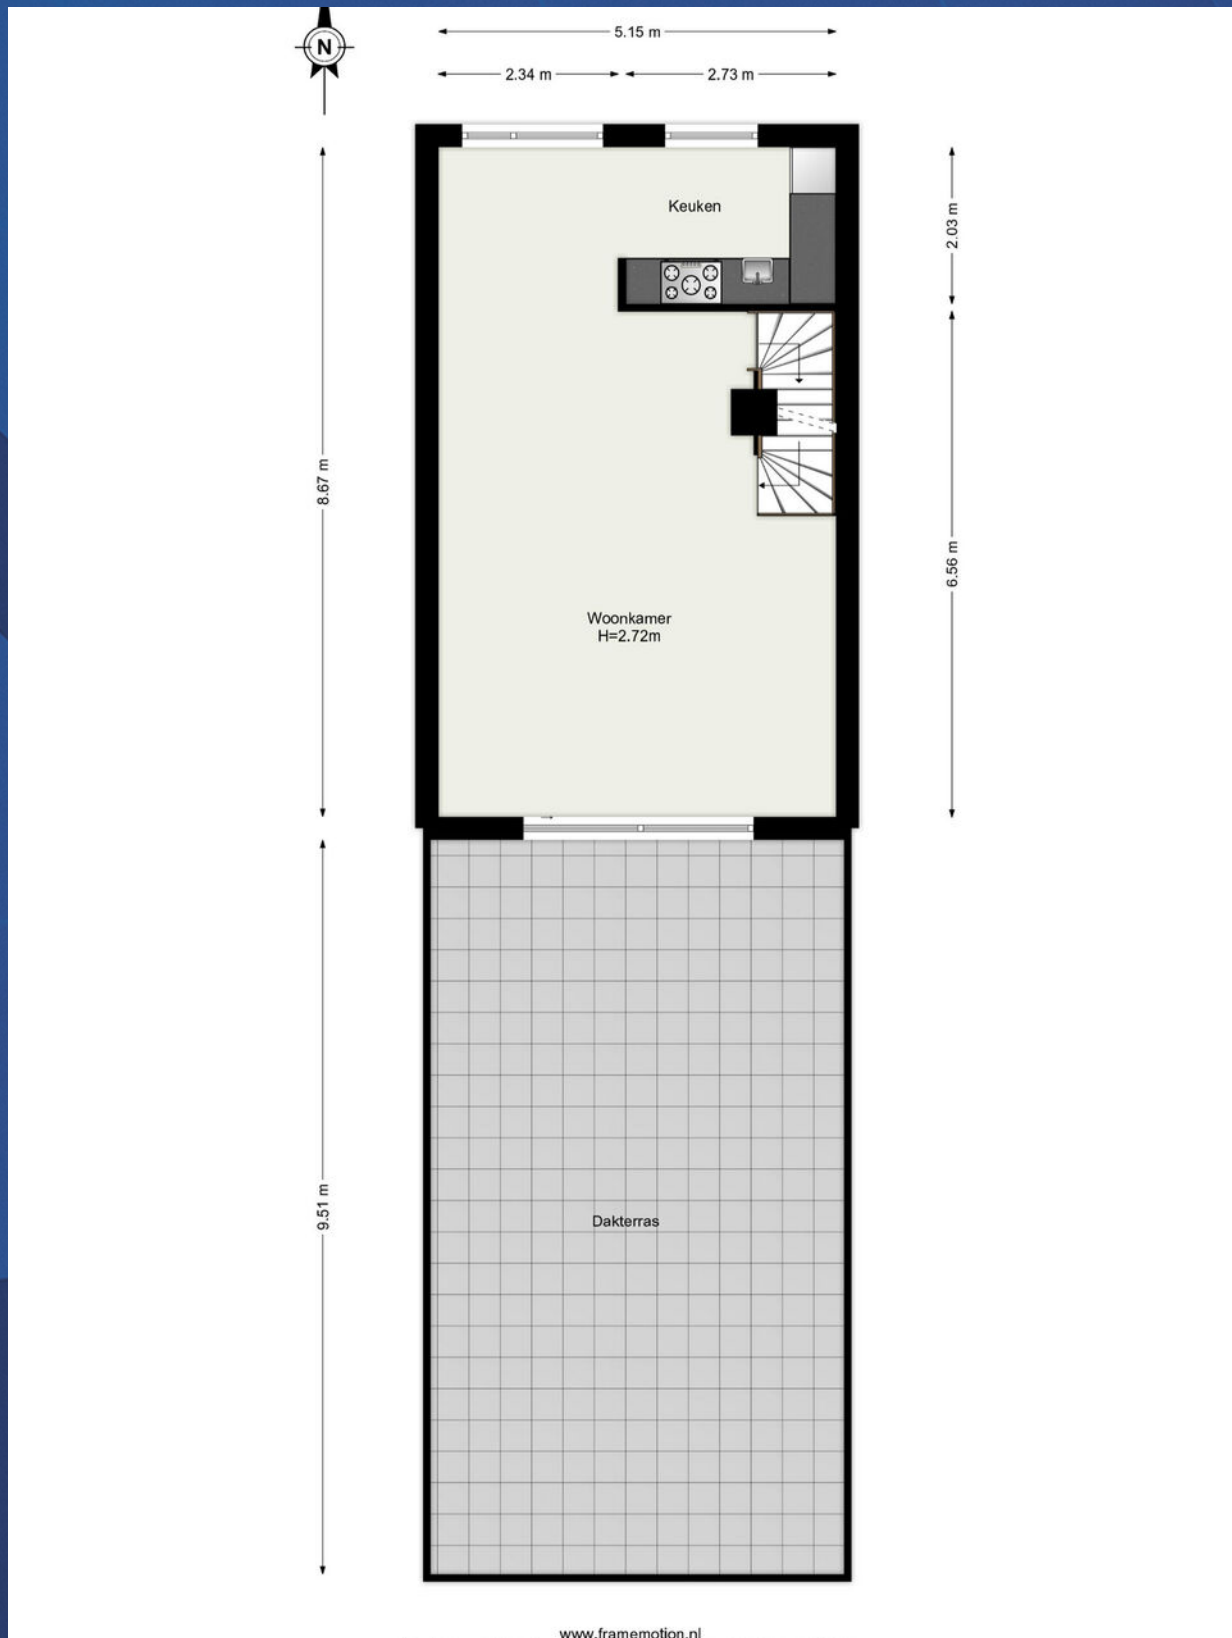 N
5.15 m
2.34 m
2.73 m
Keuken
2.03 m
8.67 m
6.56 m
Woonkamer
H=2.72m
9.51 m
Dakterras
www.framemotion.nl